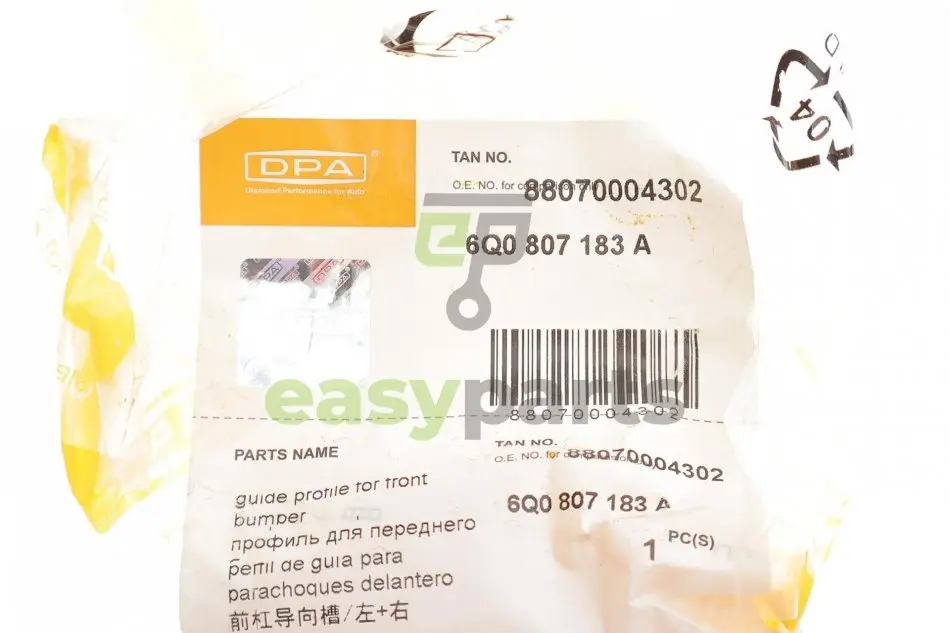 04
DPA®
Diamond Performance for Auto
TAN NO.
O.E. NO. for comparison only
88070004302
6Q0 807 183 A
DPA
DPA
easyparts
88070004302
PARTS NAME
guide profile for front
bumper
профиль для переднего
perfil de guia para
parachoques delantero
前杠导向槽/左+右
TAN NO.
O.E. NO. for comparison only
88070004302
6Q0 807 183 A
1 PC(S)